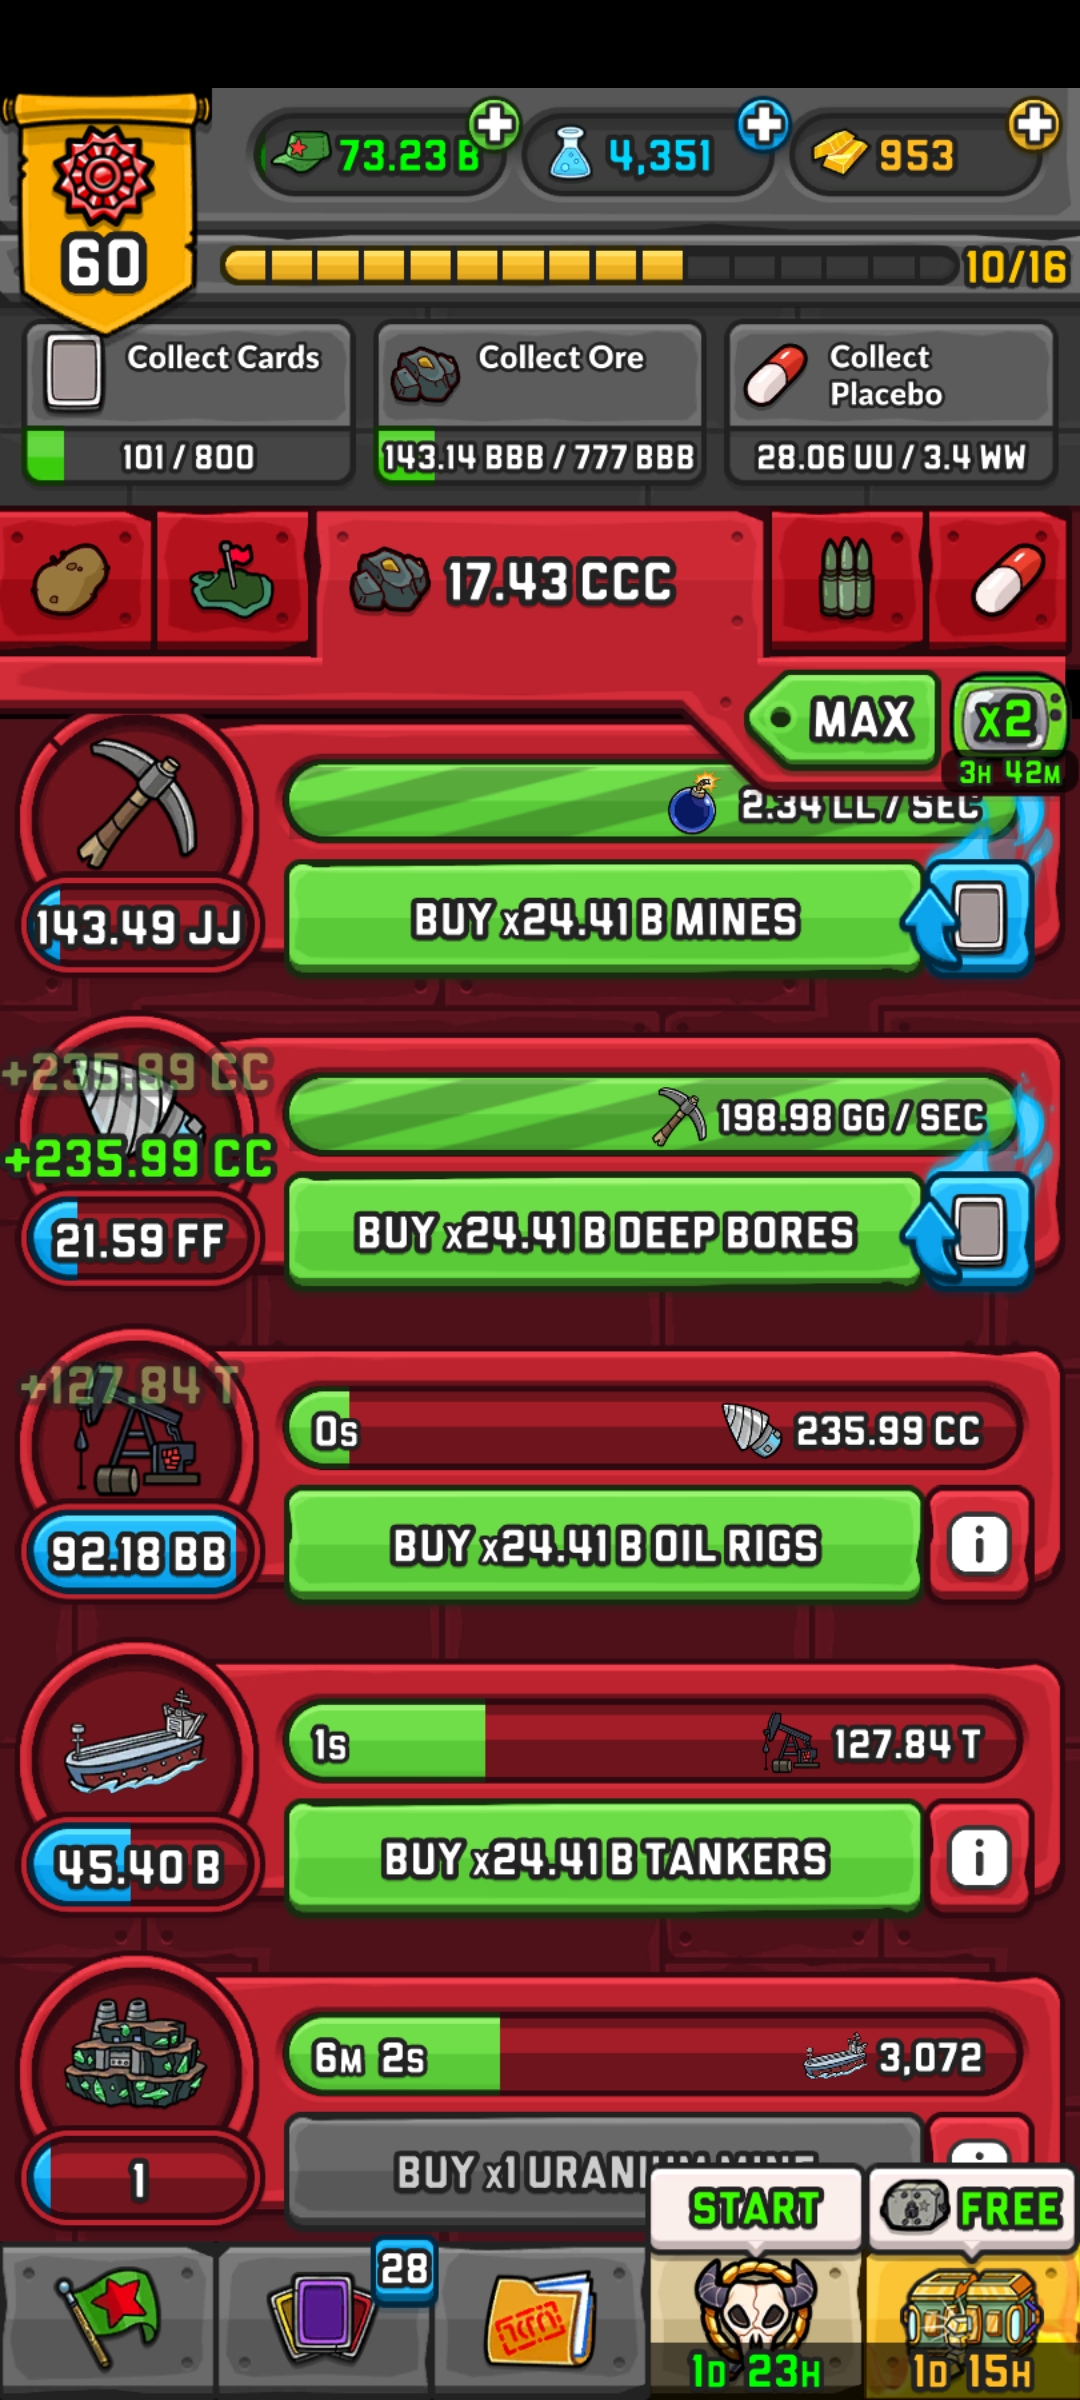 73.23 B
4,351
953
60
10/16
Collect Cards
101 / 800
Collect Ore
143.14 BBB / 777 BBB
Collect
Placebo
28.06 UU / 3.4 WW
17.43 CCC
MAX
x2
3H 42M
2.34 LL / SEC
143.49 JJ
BUY x24.41 B MINES
+235.99 CC
198.98 GG / SEC
+235.99 CC
21.59 FF
BUY x24.41 B DEEP BORES
+127.84 T
0s
235.99 CC
92.18 BB
BUY x24.41 B OIL RIGS
i
1s
127.84 T
45.40 B
BUY x24.41 B TANKERS
i
6M 2s
3,072
1
BUY x1 URANIUM MINE
START
FREE
28
1D 23H
1D 15H